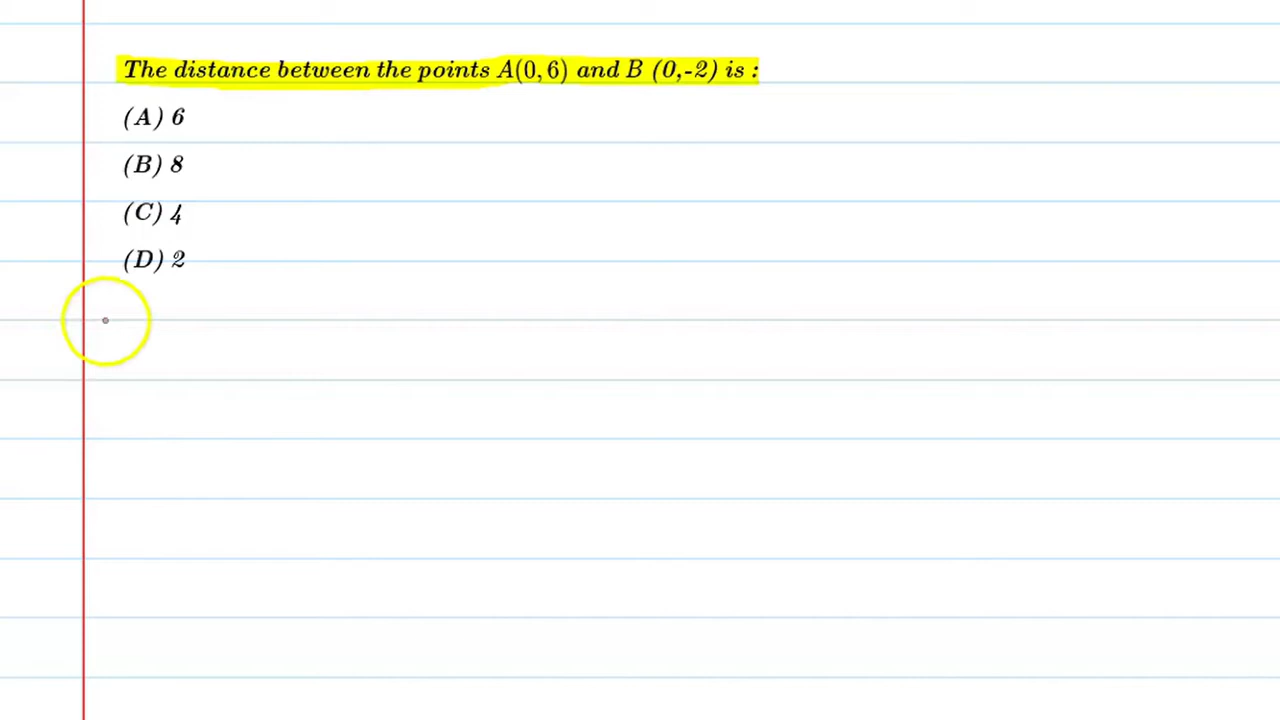 The distance between the points A(0, 6) and B (0,-2) is :
(A) 6
(B) 8
(C) 4
(D) 2